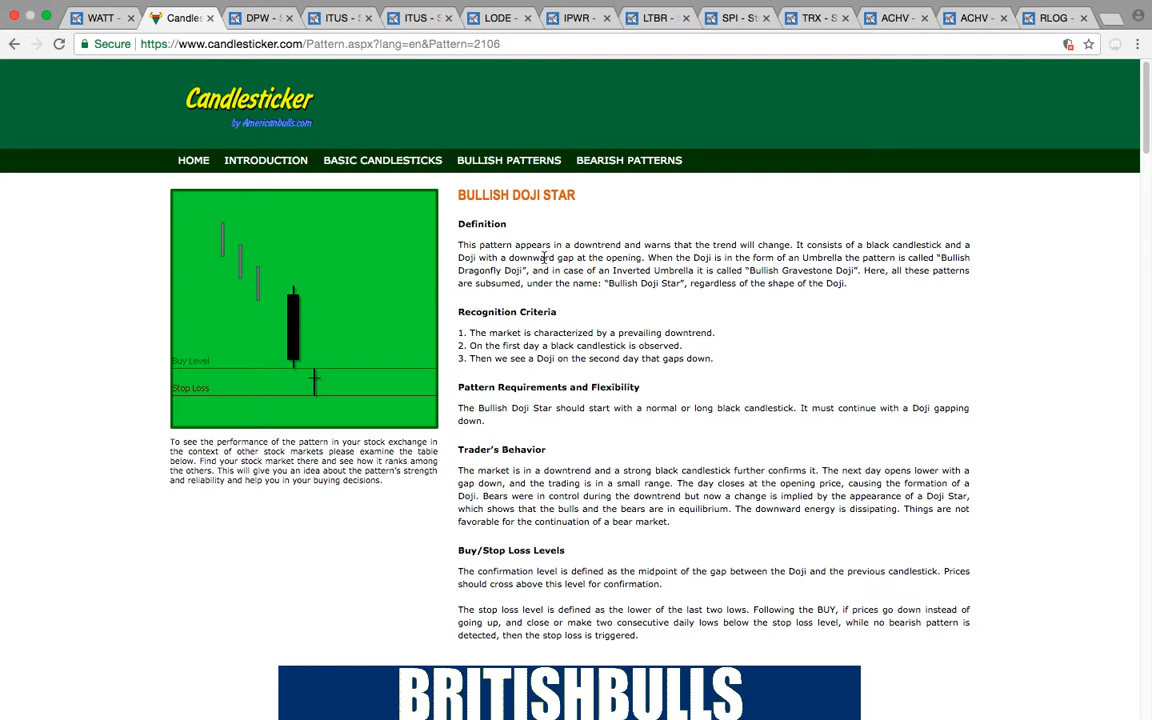 WATT -
Candles
DPW - S
ITUS - S
ITUS - S
LODE -
IPWR -
LTBR -
SPI - St
TRX - S
ACHV -
ACHV -
RLOG -
Secure https://www.candlesticker.com/Pattern.aspx?lang=en&Pattern=2106
Candlesticker
by Americanbulls.com
HOME INTRODUCTION BASIC CANDLESTICKS BULLISH PATTERNS BEARISH PATTERNS
Buy Level
Stop Loss
To see the performance of the pattern in your stock exchange in
the context of other stock markets please examine the table
below. Find your stock market there and see how it ranks among
the others. This will give you an idea about the pattern's strength
and reliability and help you in your buying decisions.
BULLISH DOJI STAR
Definition
This pattern appears in a downtrend and warns that the trend will change. It consists of a black candlestick and a
Doji with a downward gap at the opening. When the Doji is in the form of an Umbrella the pattern is called “Bullish
Dragonfly Doji”, and in case of an Inverted Umbrella it is called “Bullish Gravestone Doji”. Here, all these patterns
are subsumed, under the name: “Bullish Doji Star”, regardless of the shape of the Doji.
Recognition Criteria
1. The market is characterized by a prevailing downtrend.
2. On the first day a black candlestick is observed.
3. Then we see a Doji on the second day that gaps down.
Pattern Requirements and Flexibility
The Bullish Doji Star should start with a normal or long black candlestick. It must continue with a Doji gapping
down.
Trader's Behavior
The market is in a downtrend and a strong black candlestick further confirms it. The next day opens lower with a
gap down, and the trading is in a small range. The day closes at the opening price, causing the formation of a
Doji. Bears were in control during the downtrend but now a change is implied by the appearance of a Doji Star,
which shows that the bulls and the bears are in equilibrium. The downward energy is dissipating. Things are not
favorable for the continuation of a bear market.
Buy/Stop Loss Levels
The confirmation level is defined as the midpoint of the gap between the Doji and the previous candlestick. Prices
should cross above this level for confirmation.
The stop loss level is defined as the lower of the last two lows. Following the BUY, if prices go down instead of
going up, and close or make two consecutive daily lows below the stop loss level, while no bearish pattern is
detected, then the stop loss is triggered.
BRITISHBULLS